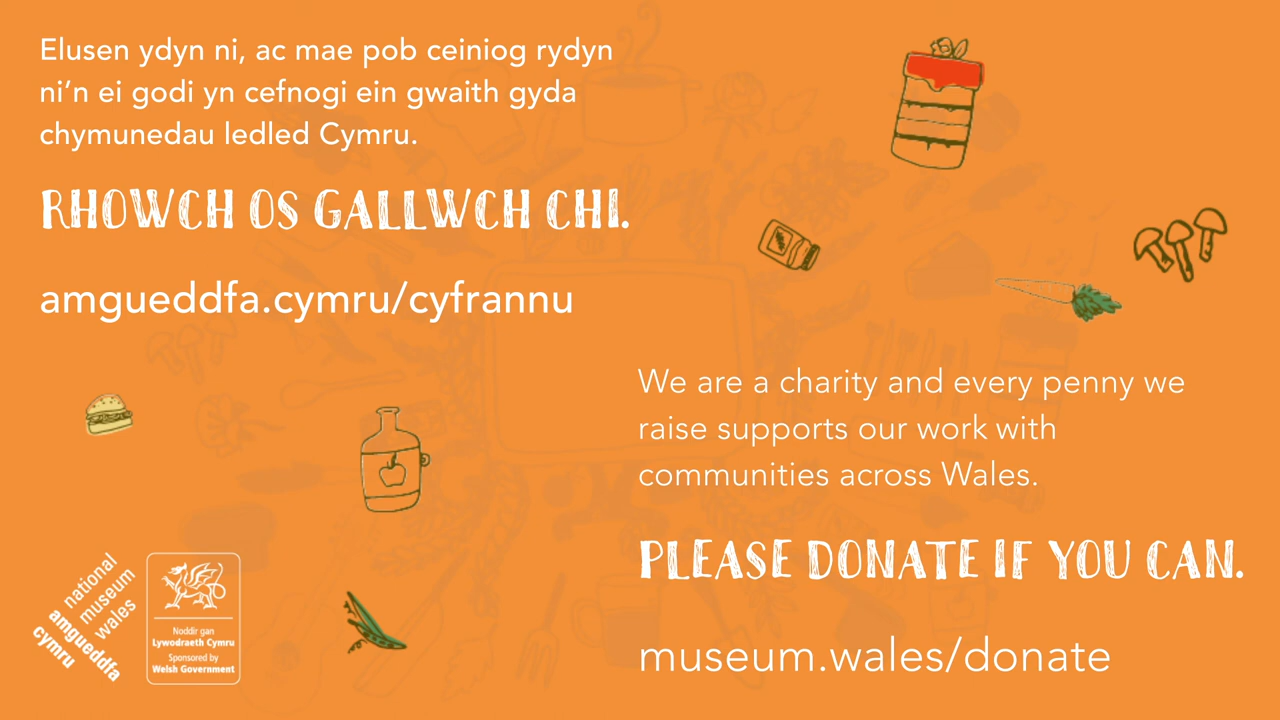 Elusen ydyn ni, ac mae pob ceiniog rydyn
ni'n ei godi yn cefnogi ein gwaith gyda
chymunedau ledled Cymru.
RHOWCH OS GALLWCH CHI.
amgueddfa.cymru/cyfrannu
We are a charity and every penny we
raise supports our work with
communities across Wales.
PLEASE DONATE IF YOU CAN.
museum.wales/donate
national
museum
wales
amgueddfa
cymru
Noddir gan
Lywodraeth Cymru
Sponsored by
Welsh Government